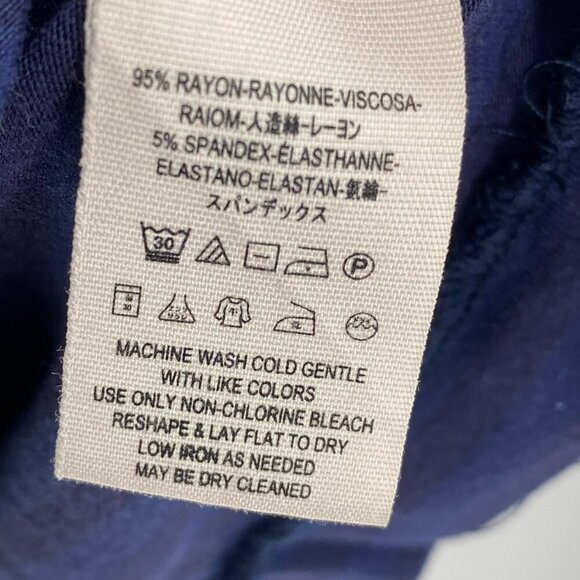 95% RAYON-RAYONNE-VISCOSA-
RAIOM-人造絲-レーヨン
5% SPANDEX-ÉLASTHANNE-
ELASTANO-ELASTAN-氨綸-
スパンデックス
30 P
30
MACHINE WASH COLD GENTLE
WITH LIKE COLORS
USE ONLY NON-CHLORINE BLEACH
RESHAPE & LAY FLAT TO DRY
LOW IRON AS NEEDED
MAY BE DRY CLEANED